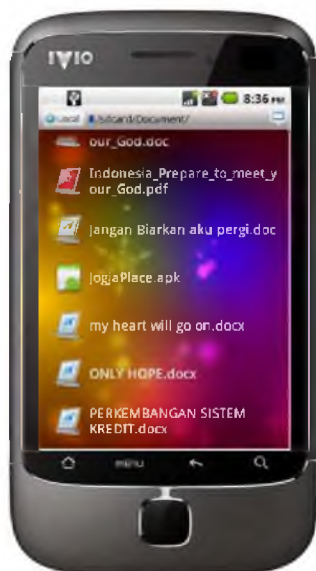 IVIO
8:36 PM
Local /sdcard/Document/
our_God.doc
Indonesia_Prepare_to_meet_y
our_God.pdf
Jangan Biarkan aku pergi.doc
JogjaPlace.apk
my heart will go on.docx
ONLY HOPE.docx
PERKEMBANGAN SISTEM
KREDIT.docx
menu